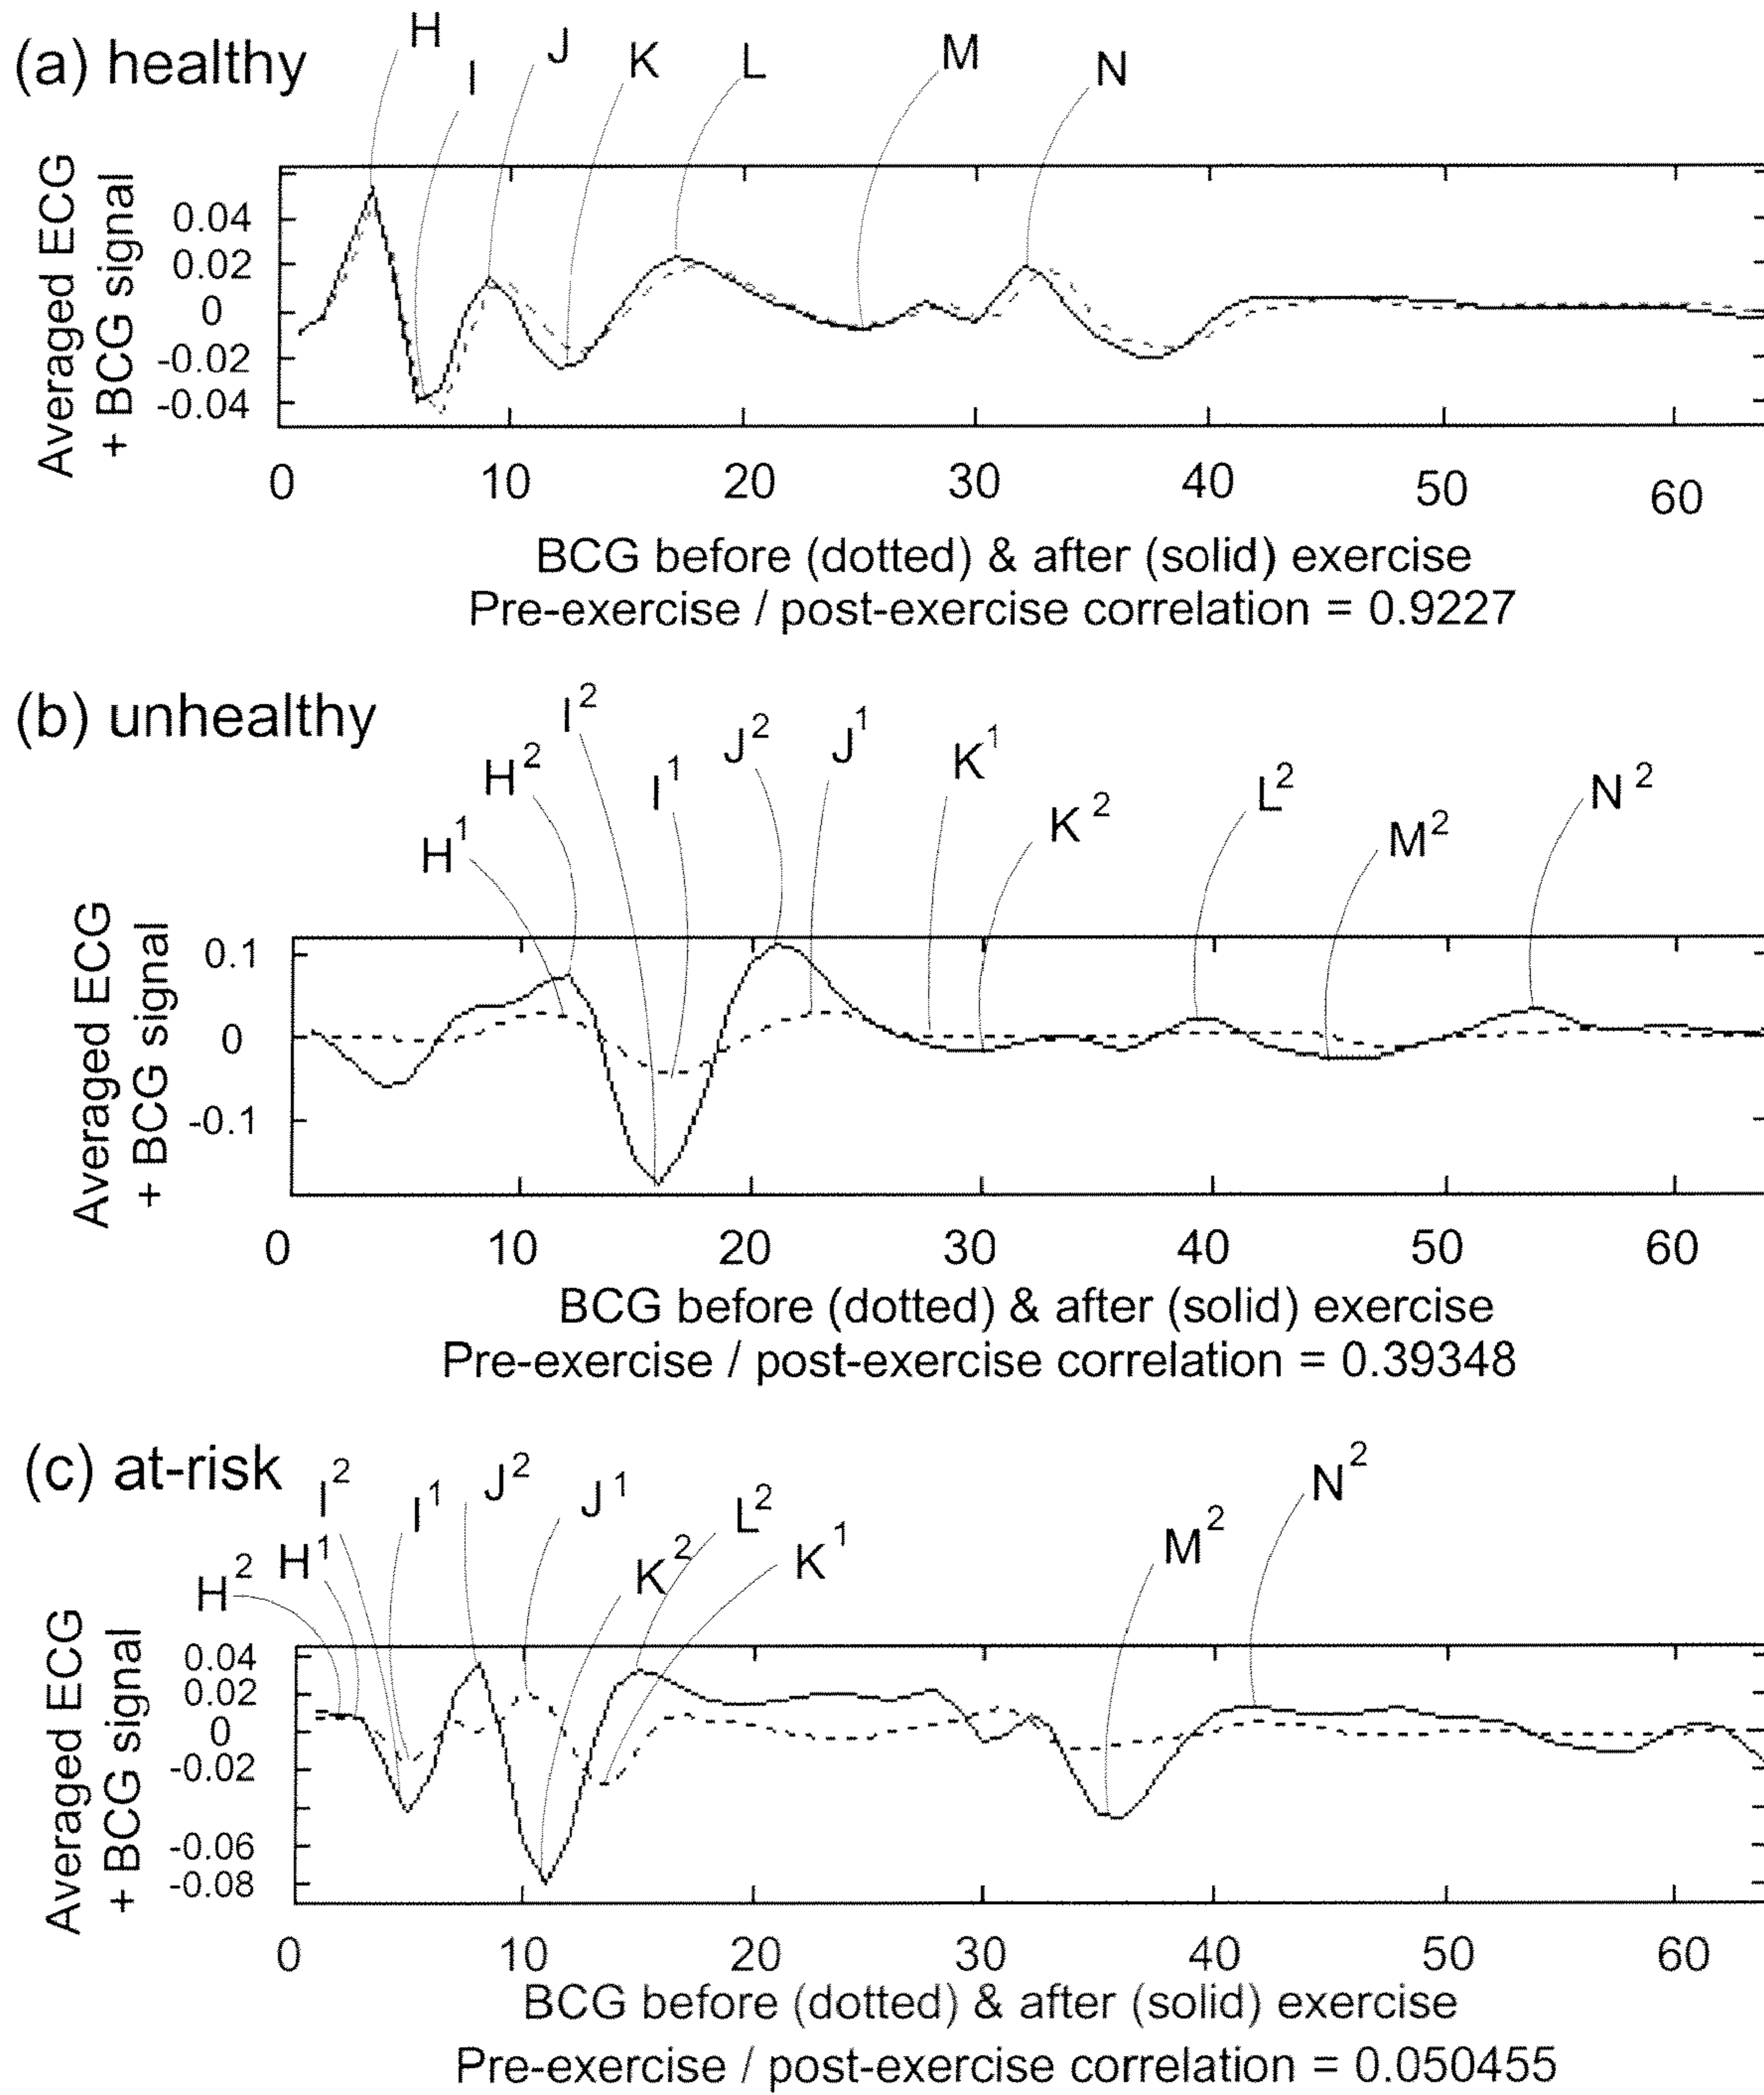 (a) healthy
H
I
J
K
L
M
N
Averaged ECG
+ BCG signal
0.04
0.02
0
-0.02
-0.04
0 10 20 30 40 50 60
BCG before (dotted) & after (solid) exercise
Pre-exercise / post-exercise correlation = 0.9227
(b) unhealthy
H1
H2
I2
I1
J2
J1
K1
K2
L2
M2
N2
Averaged ECG
+ BCG signal
0.1
0
-0.1
0 10 20 30 40 50 60
BCG before (dotted) & after (solid) exercise
Pre-exercise / post-exercise correlation = 0.39348
(c) at-risk
H2
H1
I2
I1
J2
J1
K2
L2
K1
M2
N2
Averaged ECG
+ BCG signal
0.04
0.02
0
-0.02
-0.06
-0.08
0 10 20 30 40 50 60
BCG before (dotted) & after (solid) exercise
Pre-exercise / post-exercise correlation = 0.050455